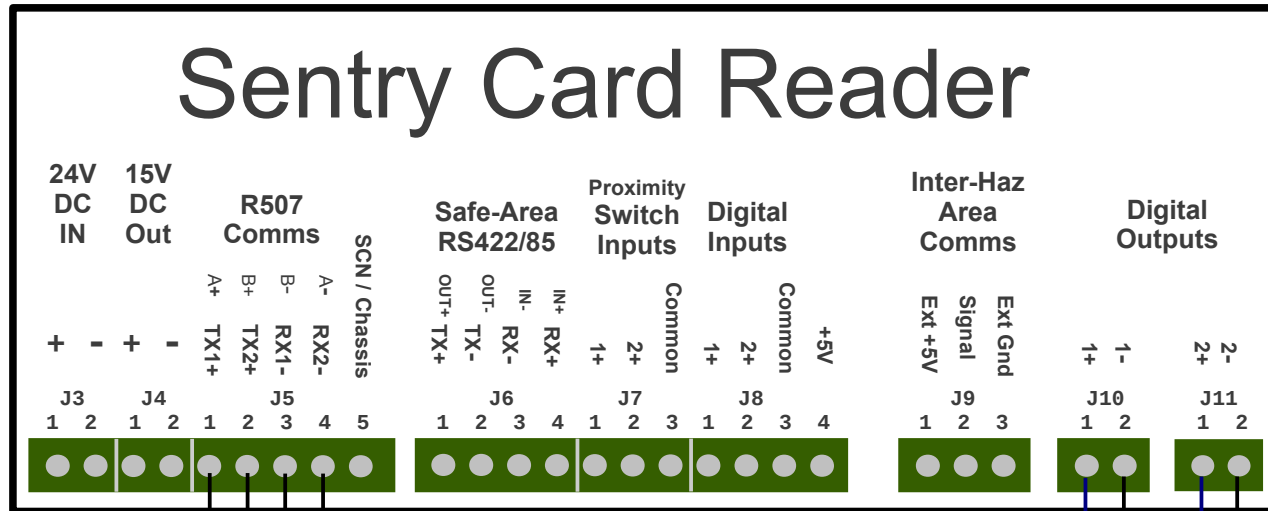 Sentry Card Reader
24V
DC
IN
15V
DC
Out
R507
Comms
SCN / Chassis
Safe-Area
RS422/85
Proximity
Switch
Inputs
Digital
Inputs
Inter-Haz
Area
Comms
Digital
Outputs
A+ B+ B- A-
OUT+ OUT- IN- IN+
+ - + - TX1+ TX2+ RX1- RX2-
TX+ TX- RX- RX+
1+ 2+ Common
1+ 2+ Common +5V
Ext +5V Signal Ext Gnd
1+ 1-
2+ 2-
J3 J4 J5 J6 J7 J8 J9 J10 J11
1 2 1 2 1 2 3 4 5 1 2 3 4 1 2 3 1 2 3 4 1 2 3 1 2 1 2